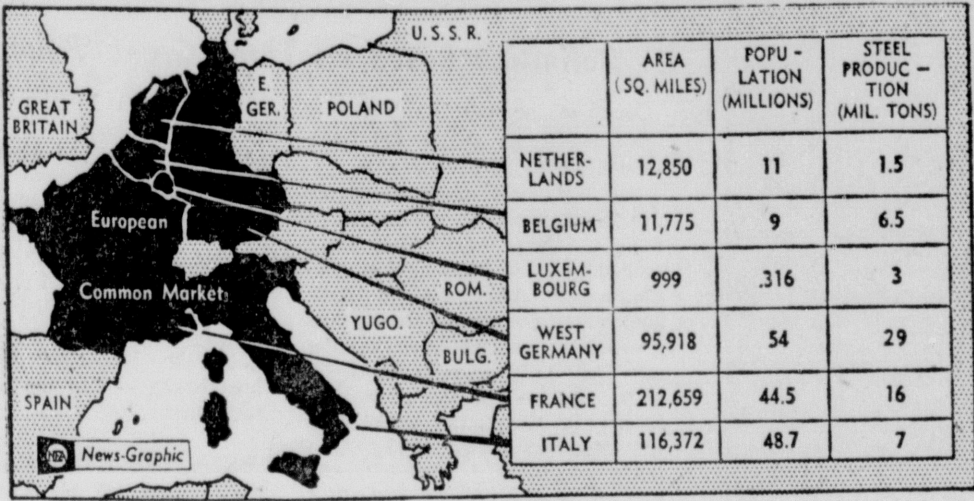 U.S.S.R.
E.
GER.
POLAND
GREAT
BRITAIN
European
Common Market
ROM.
YUGO.
BULG.
SPAIN
NEA
News-Graphic
AREA
(SQ. MILES)
POPU -
LATION
(MILLIONS)
STEEL
PRODUC -
TION
(MIL. TONS)
NETHER-
LANDS 12,850 11 1.5
BELGIUM 11,775 9 6.5
LUXEM-
BOURG 999 .316 3
WEST
GERMANY 95,918 54 29
FRANCE 212,659 44.5 16
ITALY 116,372 48.7 7